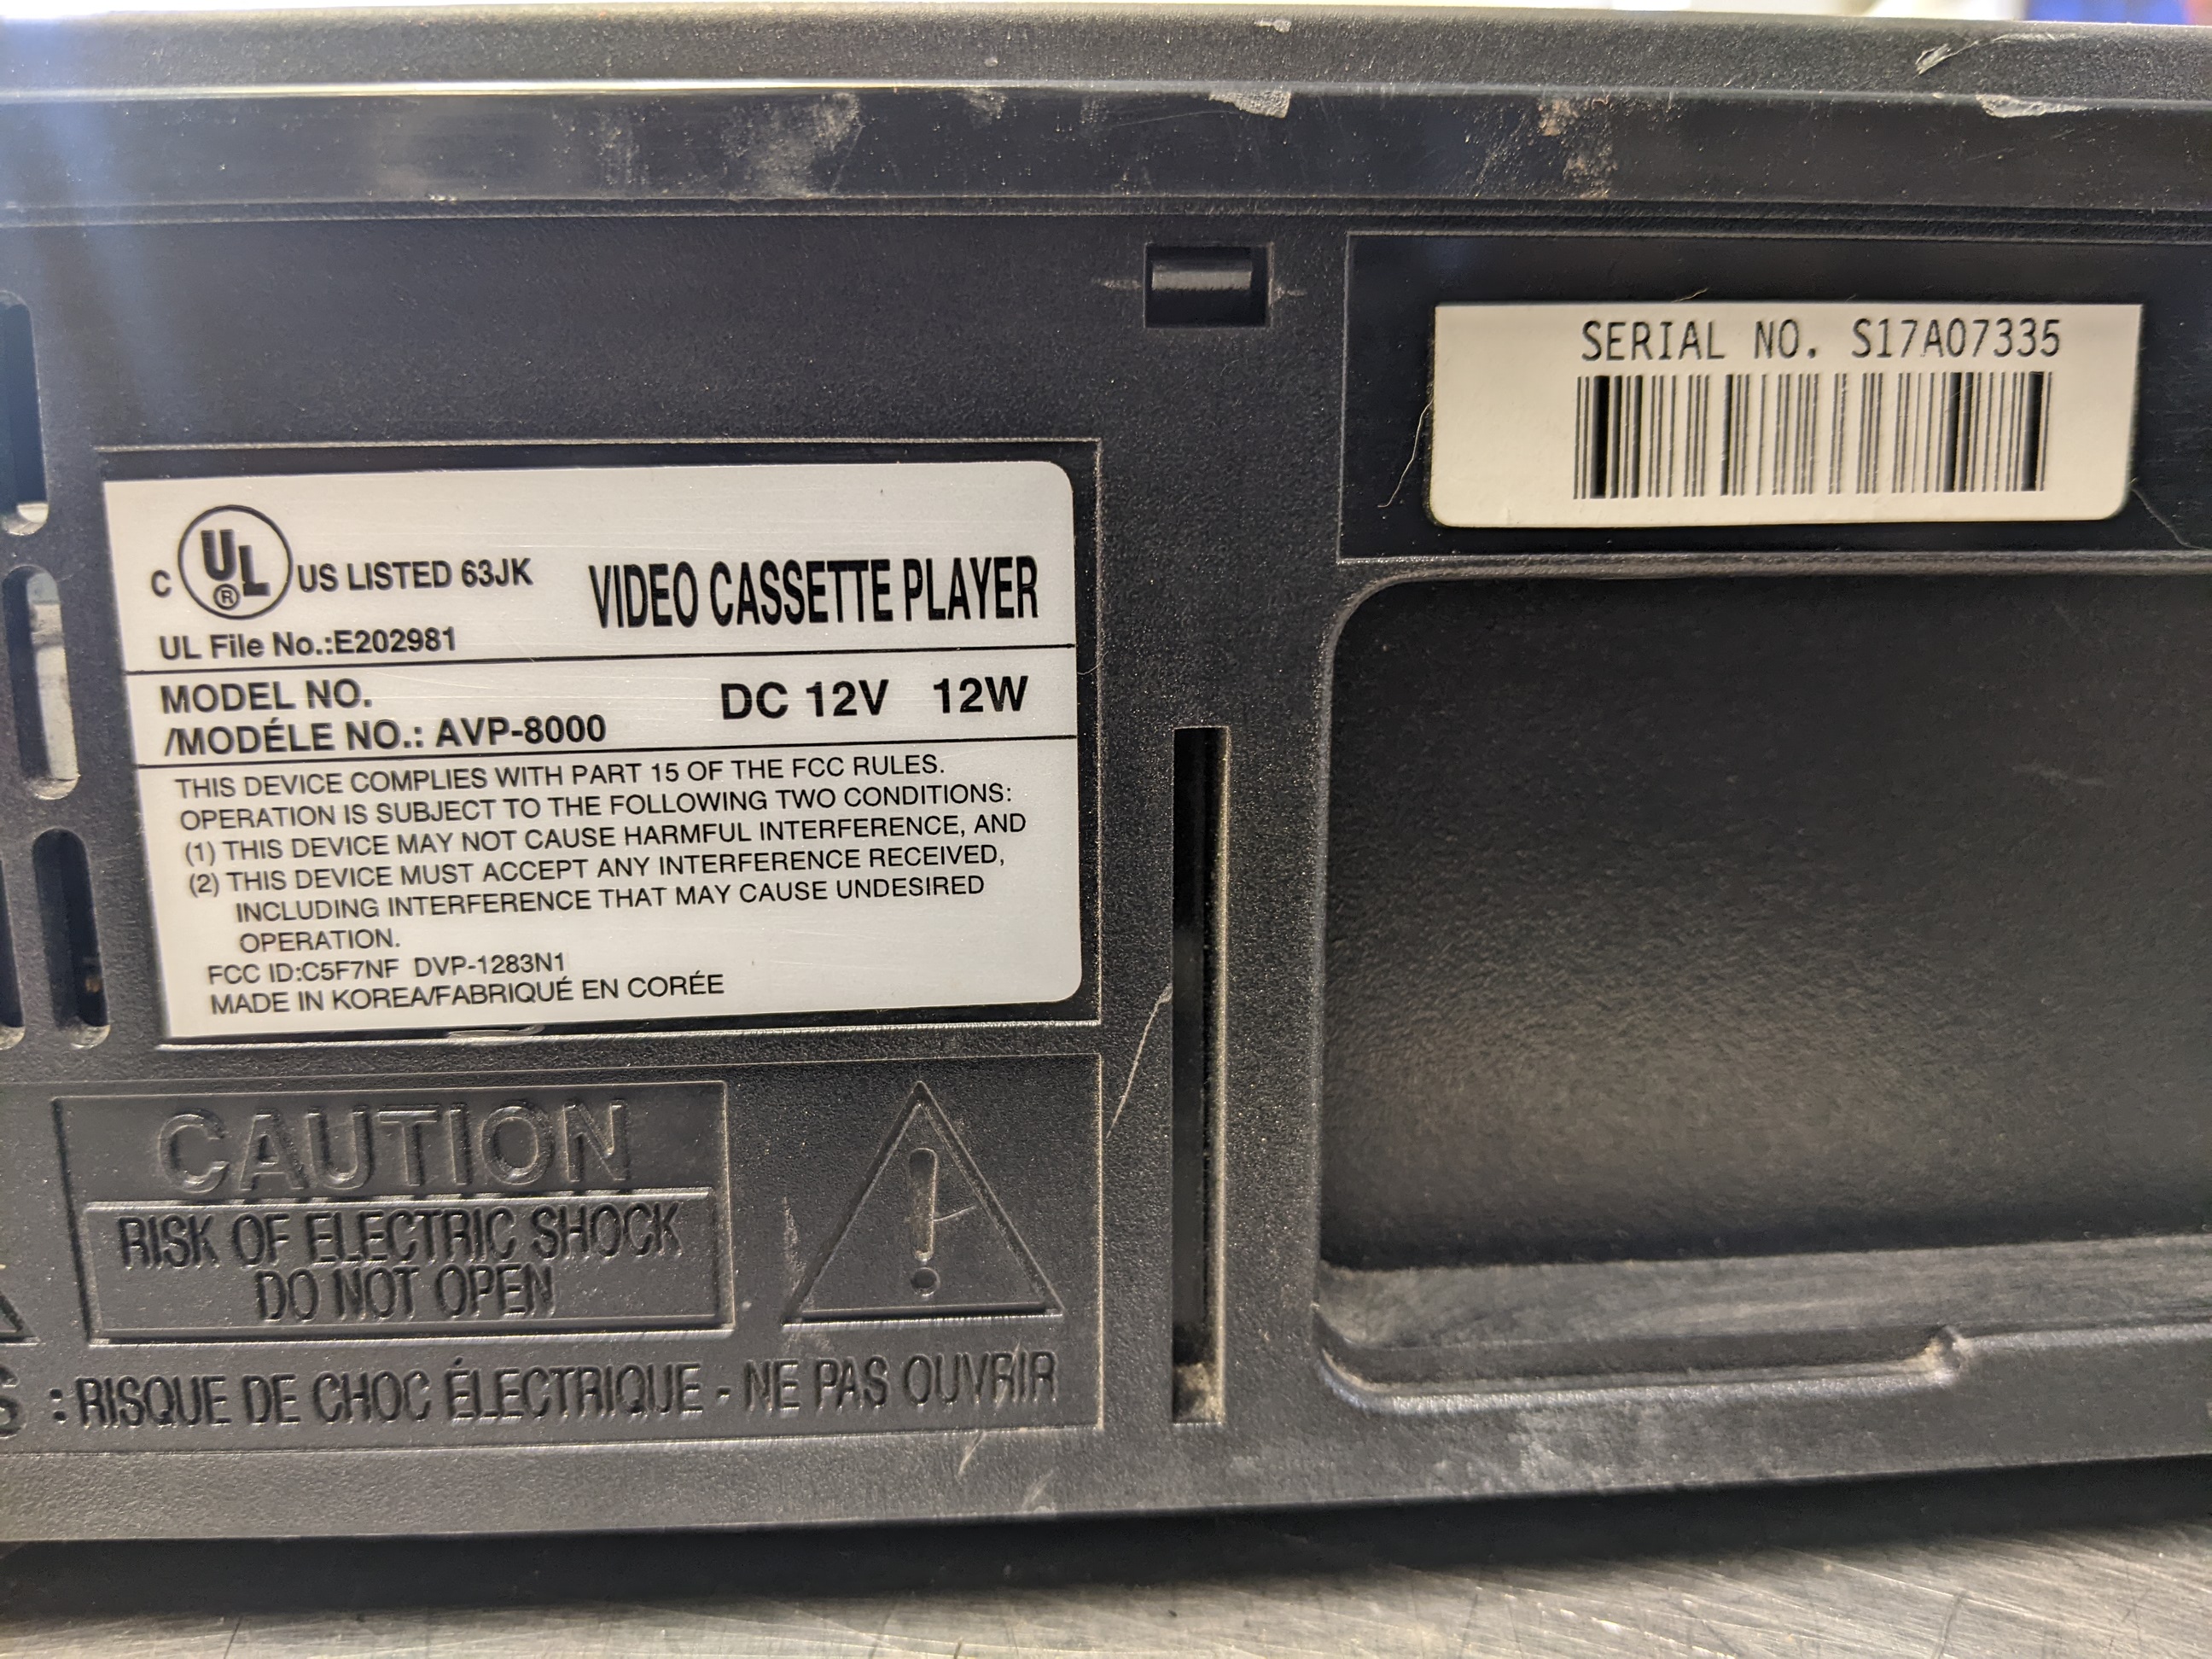 SERIAL NO. S17A07335
C UL ® US LISTED 63JK
VIDEO CASSETTE PLAYER
UL File No.:E202981
MODEL NO.
/MODÉLE NO.: AVP-8000
DC 12V 12W
THIS DEVICE COMPLIES WITH PART 15 OF THE FCC RULES.
OPERATION IS SUBJECT TO THE FOLLOWING TWO CONDITIONS:
(1) THIS DEVICE MAY NOT CAUSE HARMFUL INTERFERENCE, AND
(2) THIS DEVICE MUST ACCEPT ANY INTERFERENCE RECEIVED,
INCLUDING INTERFERENCE THAT MAY CAUSE UNDESIRED
OPERATION.
FCC ID:C5F7NF DVP-1283N1
MADE IN KOREA/FABRIQUÉ EN CORÉE
CAUTION
RISK OF ELECTRIC SHOCK
DO NOT OPEN
S : RISQUE DE CHOC ÉLECTRIQUE - NE PAS OUVRIR